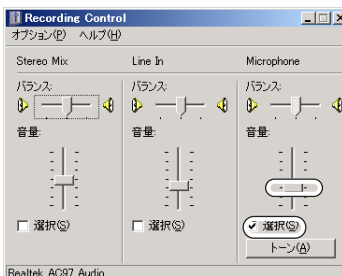 Recording Control
オプション(P) ヘルプ(H)
Stereo Mix Line In Microphone
バランス: バランス: バランス:
音量: 音量: 音量:
選択(S) 選択(S) 選択(S)
トーン(A)
Realtek AC97 Audio